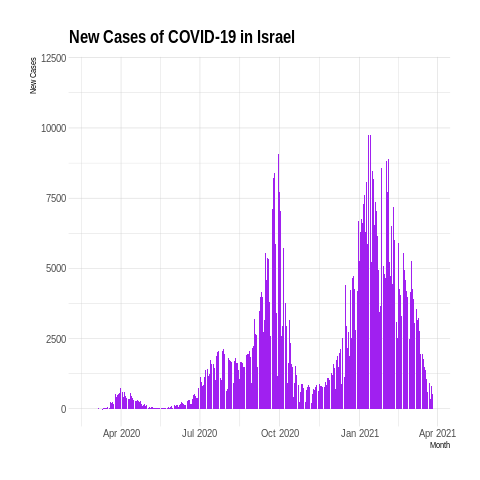 New Cases of COVID-19 in Israel
New Cases
12500
10000
7500
5000
2500
0
Apr 2020 Jul 2020 Oct 2020 Jan 2021 Apr 2021
Month